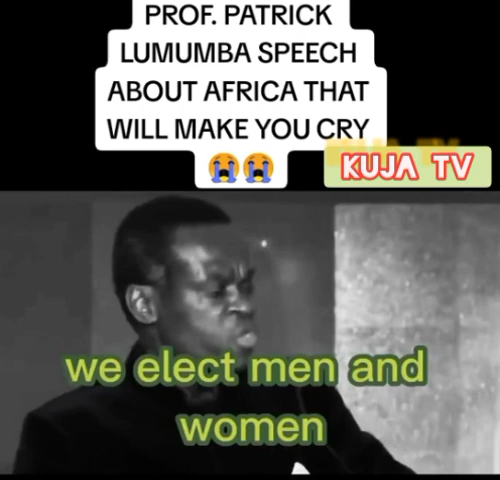 PROF. PATRICK
LUMUMBA SPEECH
ABOUT AFRICA THAT
WILL MAKE YOU CRY
😭😭
KUJA TV
we elect men and
women